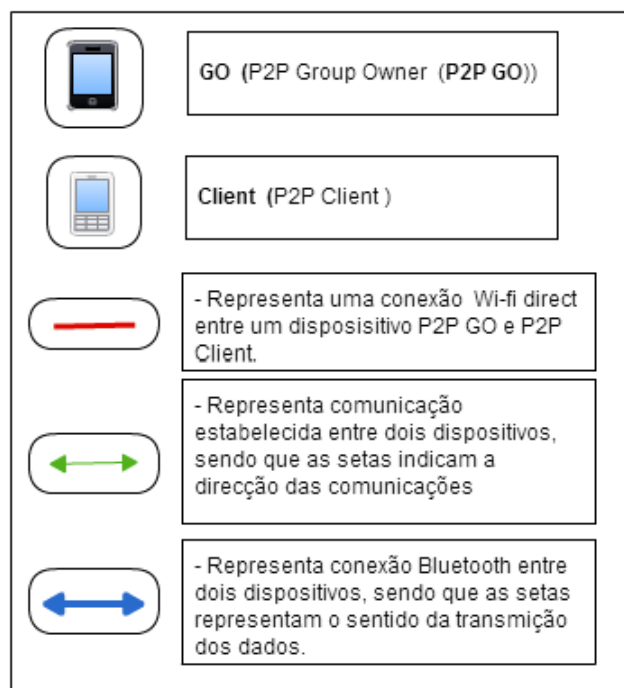 GO (P2P Group Owner (P2P GO))
Client (P2P Client )
- Representa uma conexão Wi-fi direct
entre um disposisitivo P2P GO e P2P
Client.
- Representa comunicação
estabelecida entre dois dispositivos,
sendo que as setas indicam a
direcção das comunicações
- Representa conexão Bluetooth entre
dois dispositivos, sendo que as setas
representam o sentido da transmição
dos dados.